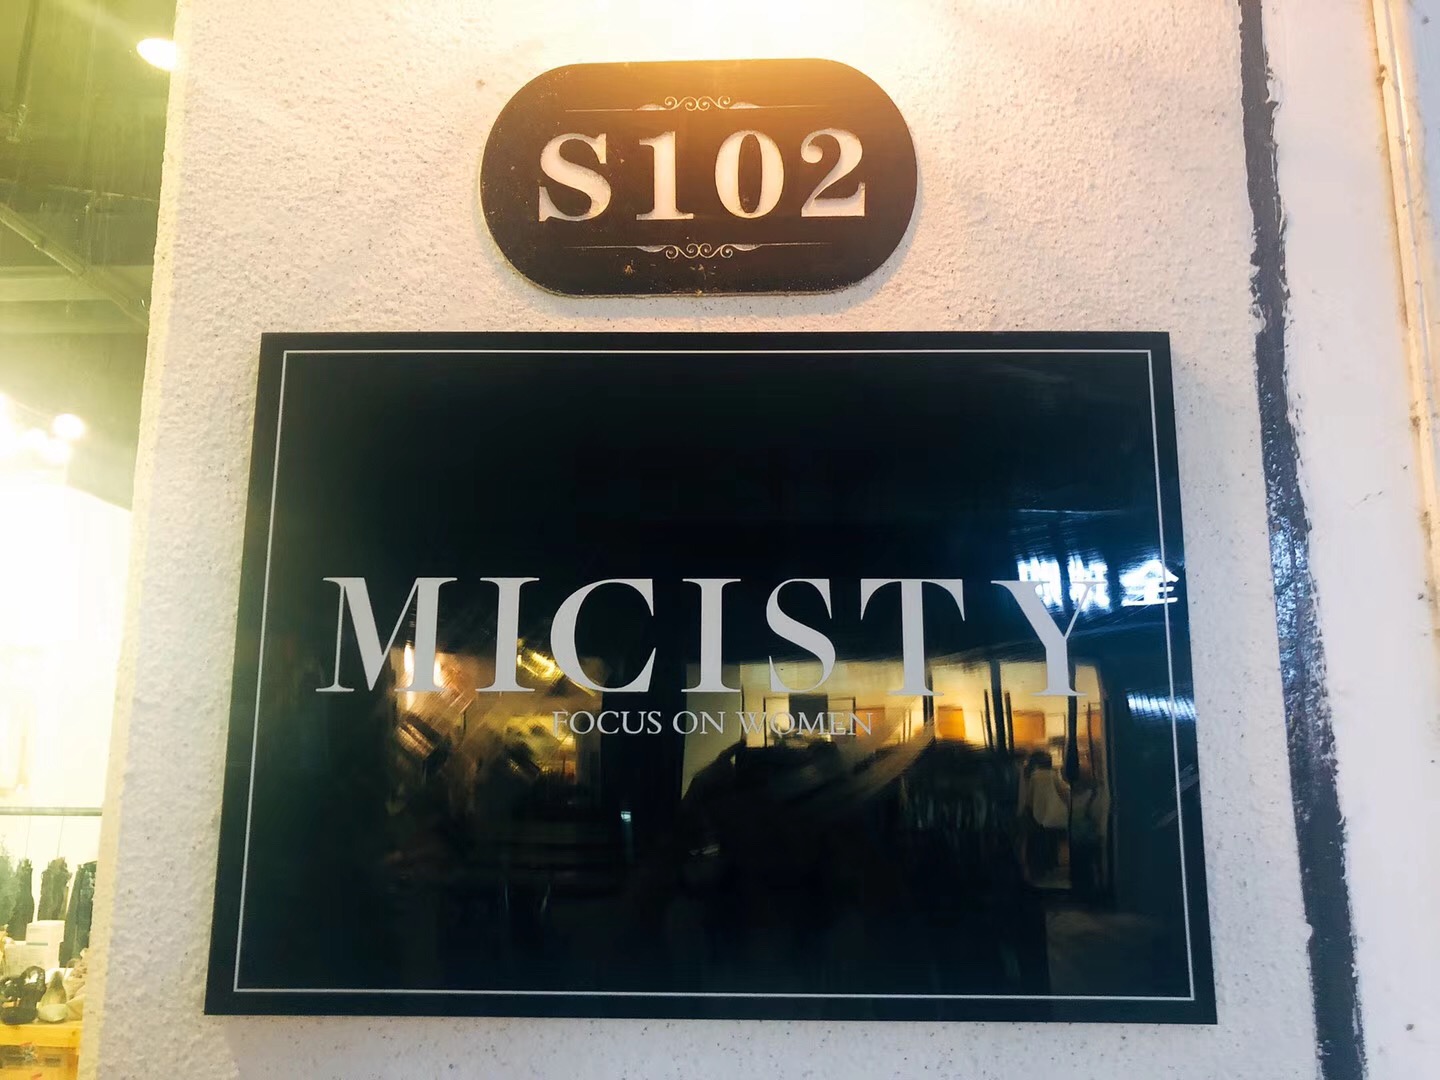 S102
MICISTY
FOCUS ON WOMEN